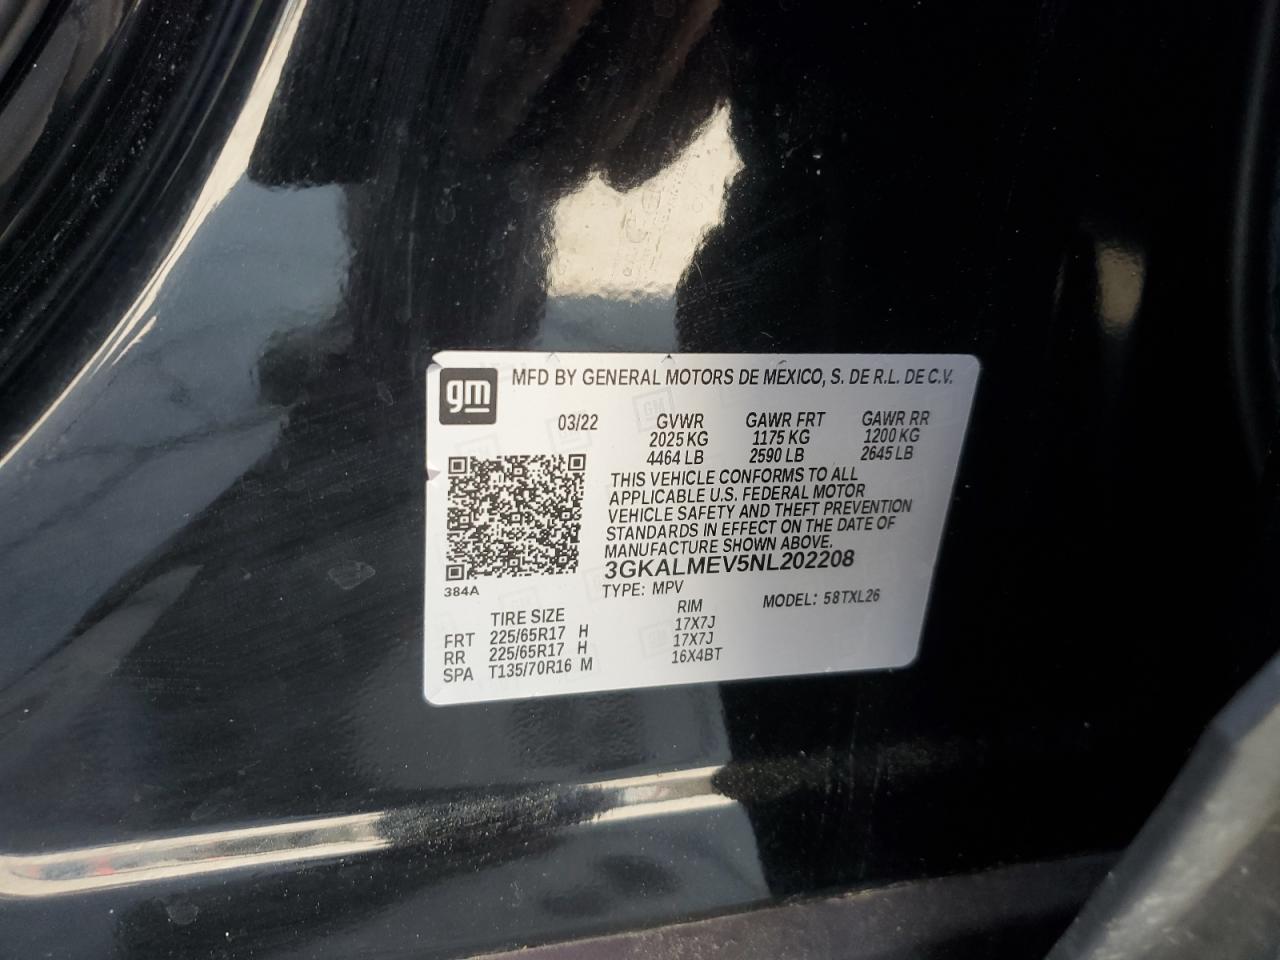 gm MFD BY GENERAL MOTORS DE MÉXICO, S. DE R.L. DE C.V.
03/22 GVWR GAWR FRT GAWR RR
2025 KG 1175 KG 1200 KG
4464 LB 2590 LB 2645 LB
THIS VEHICLE CONFORMS TO ALL
APPLICABLE U.S. FEDERAL MOTOR
VEHICLE SAFETY AND THEFT PREVENTION
STANDARDS IN EFFECT ON THE DATE OF
MANUFACTURE SHOWN ABOVE.
3GKALMEV5NL202208
384A
TYPE: MPV MODEL: 58TXL26
TIRE SIZE RIM
FRT 225/65R17 H 17X7J
RR 225/65R17 H 17X7J
SPA T135/70R16 M 16X4BT